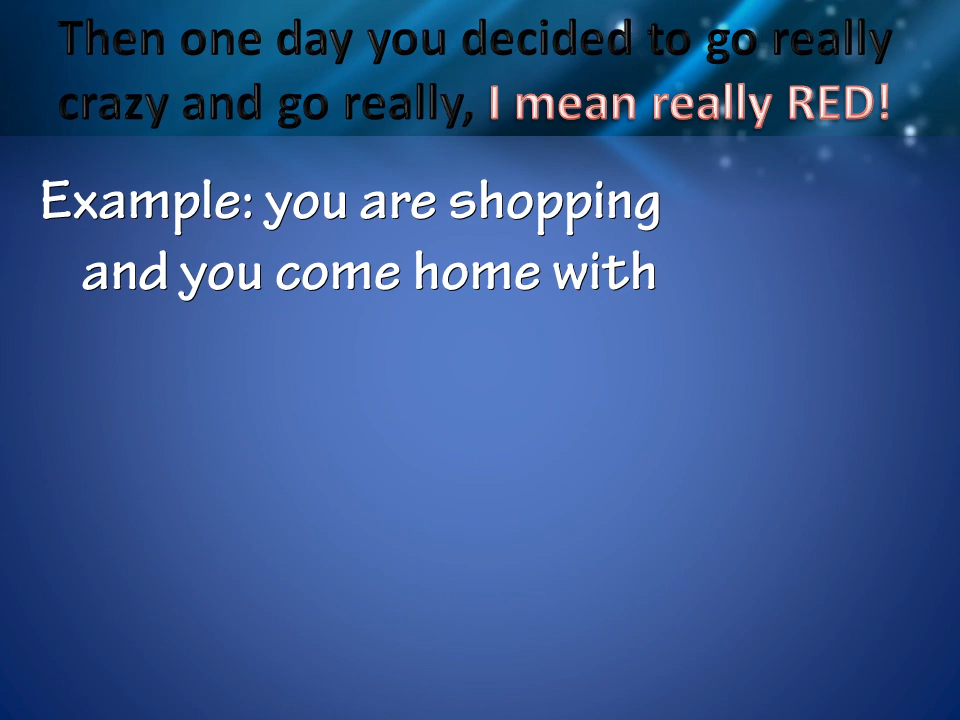 Then one day you decided to go really
crazy and go really, I mean really RED!
Example: you are shopping
and you come home with